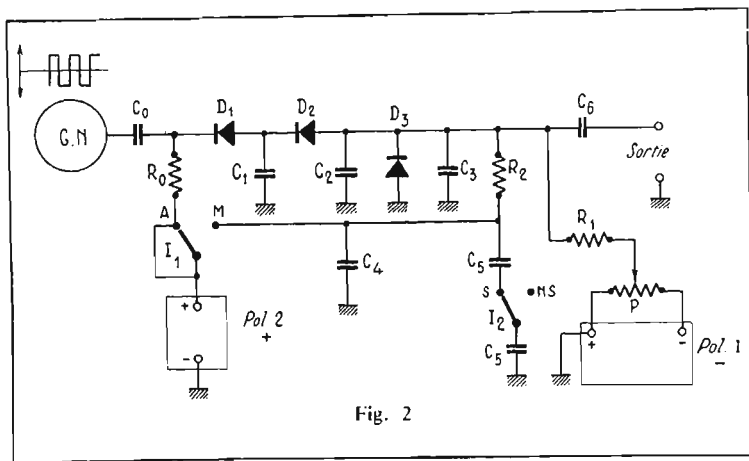 G.N
C0
D1
D2
D3
C6
Sortie
R0
C1
C2
C3
R2
R1
A
M
I1
C4
C5
S
NS
I2
P
C5
+
-
Pol 2
+
+
-
Pol. 1
-
Fig. 2